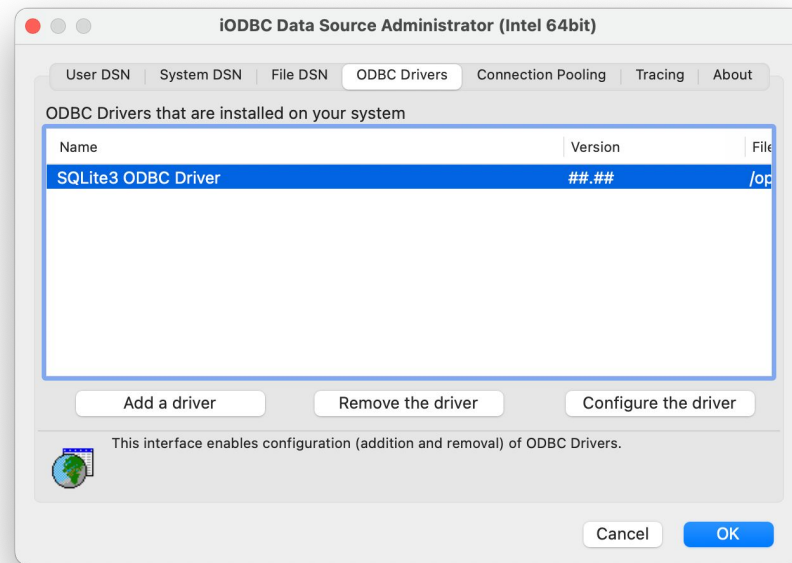 iODBC Data Source Administrator (Intel 64bit)
User DSN System DSN File DSN ODBC Drivers Connection Pooling Tracing About
ODBC Drivers that are installed on your system
Name Version File
SQLite3 ODBC Driver ##.## /op
Add a driver Remove the driver Configure the driver
This interface enables configuration (addition and removal) of ODBC Drivers.
Cancel OK